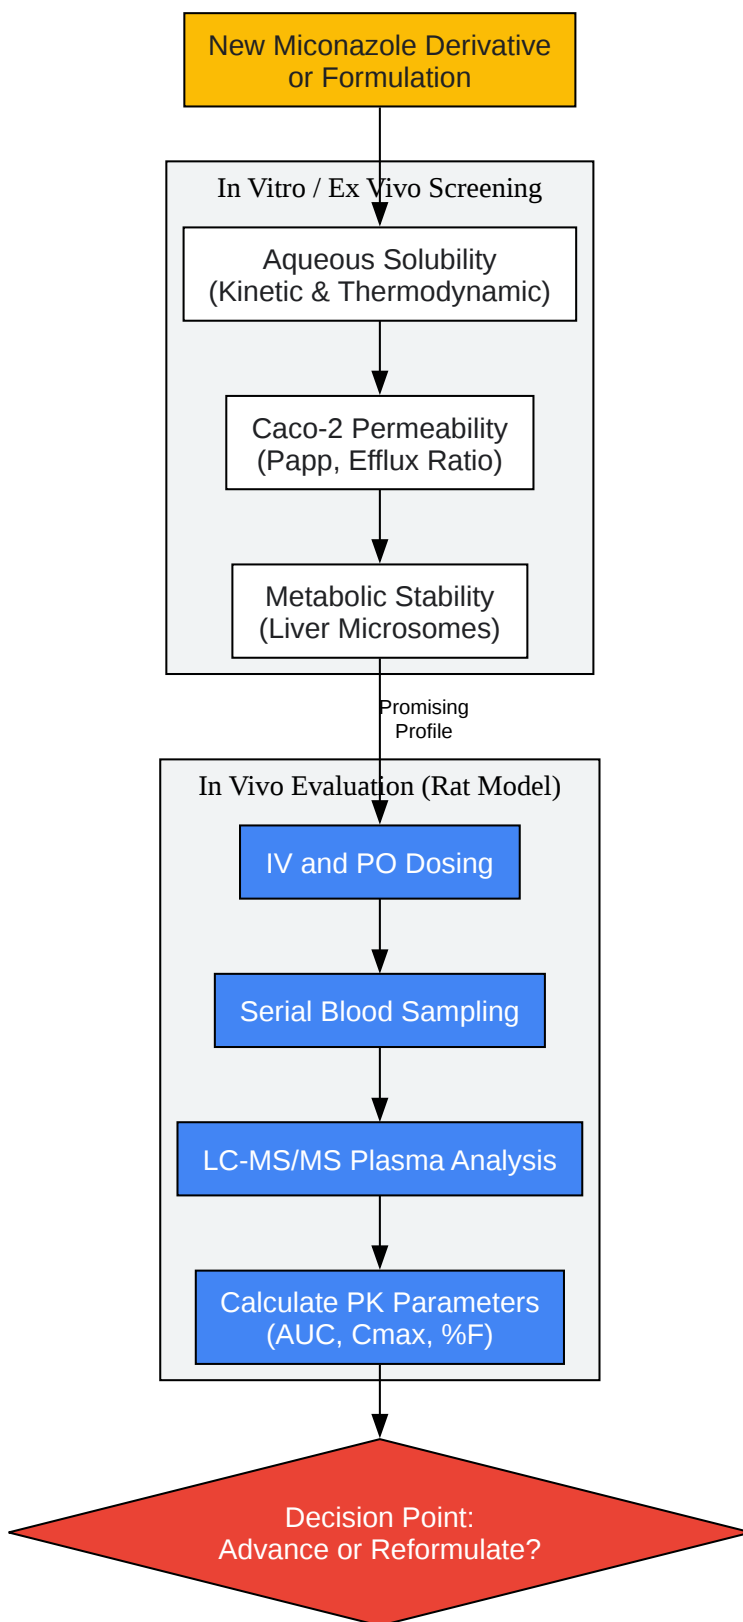 New Miconazole Derivative
or Formulation
In Vitro / Ex Vivo Screening
Aqueous Solubility
(Kinetic & Thermodynamic)
Caco-2 Permeability
(Papp, Efflux Ratio)
Metabolic Stability
(Liver Microsomes)
Promising
Profile
In Vivo Evaluation (Rat Model)
IV and PO Dosing
Serial Blood Sampling
LC-MS/MS Plasma Analysis
Calculate PK Parameters
(AUC, Cmax, %F)
Decision Point:
Advance or Reformulate?